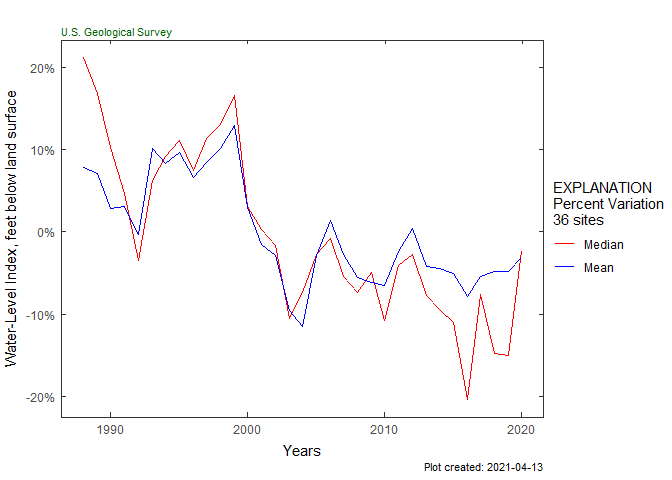 U.S. Geological Survey
Water-Level Index, feet below land surface
20%
10%
0%
-10%
-20%
1990
2000
2010
2020
Years
EXPLANATION
Percent Variation
36 sites
Median
Mean
Plot created: 2021-04-13